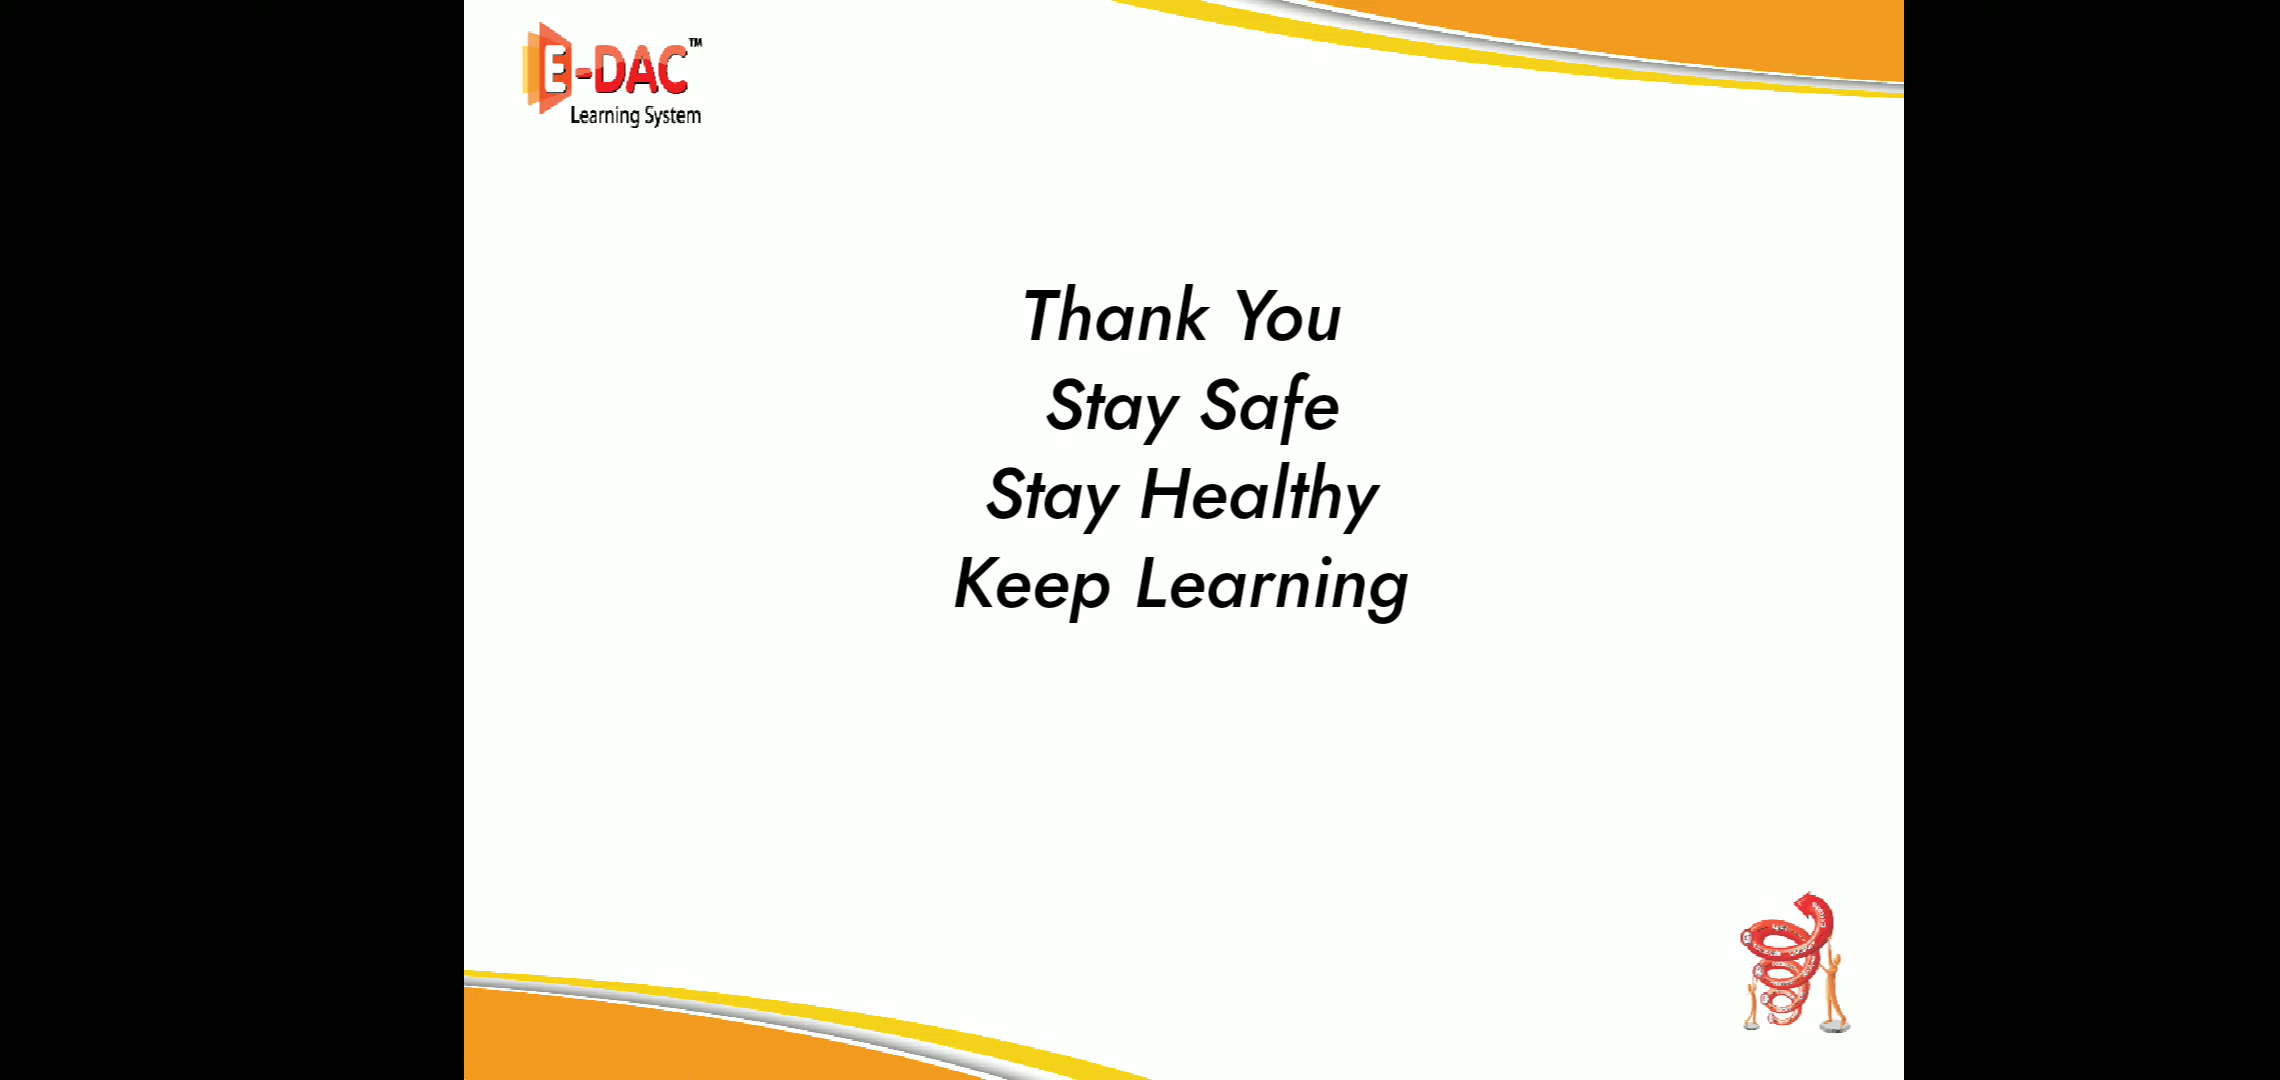 E-DAC™
Learning System
Thank You
Stay Safe
Stay Healthy
Keep Learning